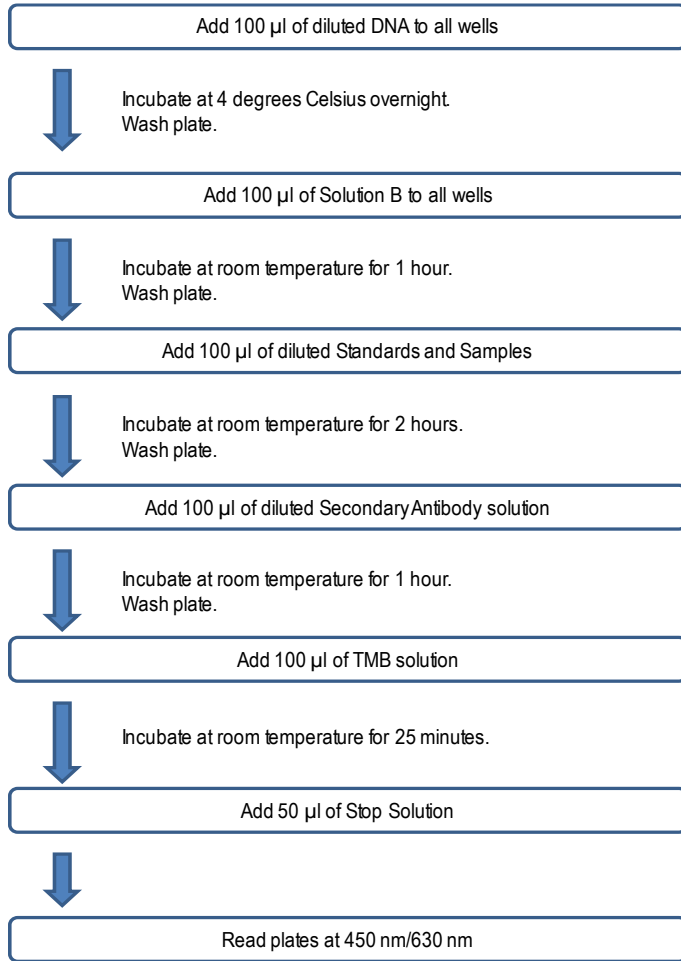 Add 100 µl of diluted DNA to all wells
Incubate at 4 degrees Celsius overnight.
Wash plate.
Add 100 µl of Solution B to all wells
Incubate at room temperature for 1 hour.
Wash plate.
Add 100 µl of diluted Standards and Samples
Incubate at room temperature for 2 hours.
Wash plate.
Add 100 µl of diluted Secondary Antibody solution
Incubate at room temperature for 1 hour.
Wash plate.
Add 100 µl of TMB solution
Incubate at room temperature for 25 minutes.
Add 50 µl of Stop Solution
Read plates at 450 nm/630 nm